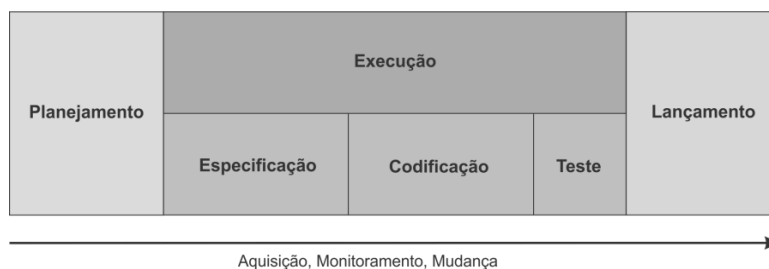 Execução
Planejamento
Lançamento
Especificação
Codificação
Teste
Aquisição, Monitoramento, Mudança